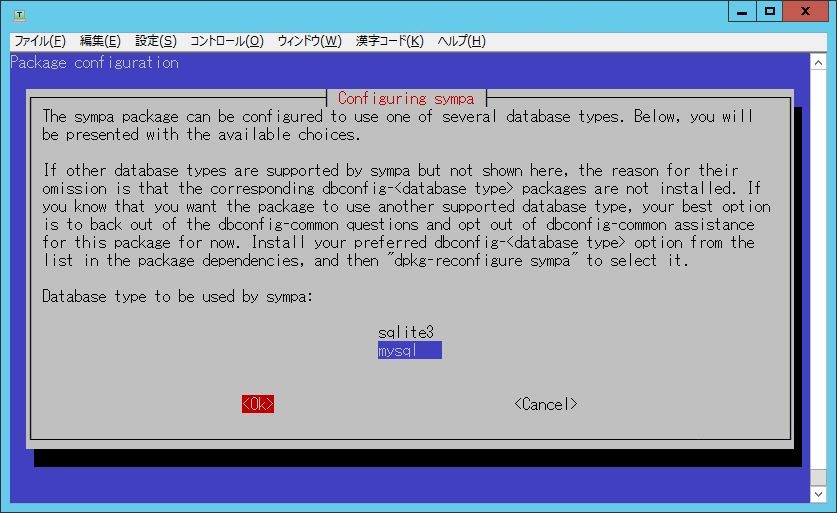 ファイル(F) 編集(E) 設定(S) コントロール(O) ウィンドウ(W) 漢字コード(K) ヘルプ(H)
Package configuration
Configuring sympa
The sympa package can be configured to use one of several database types. Below, you will
be presented with the available choices.
If other database types are supported by sympa but not shown here, the reason for their
omission is that the corresponding dbconfig-<database type> packages are not installed. If
you know that you want the package to use another supported database type, your best option
is to back out of the dbconfig-common questions and opt out of dbconfig-common assistance
for this package for now. Install your preferred dbconfig-<database type> option from the
list in the package dependencies, and then "dpkg-reconfigure sympa" to select it.
Database type to be used by sympa:
sqlite3
mysql
<Ok> <Cancel>